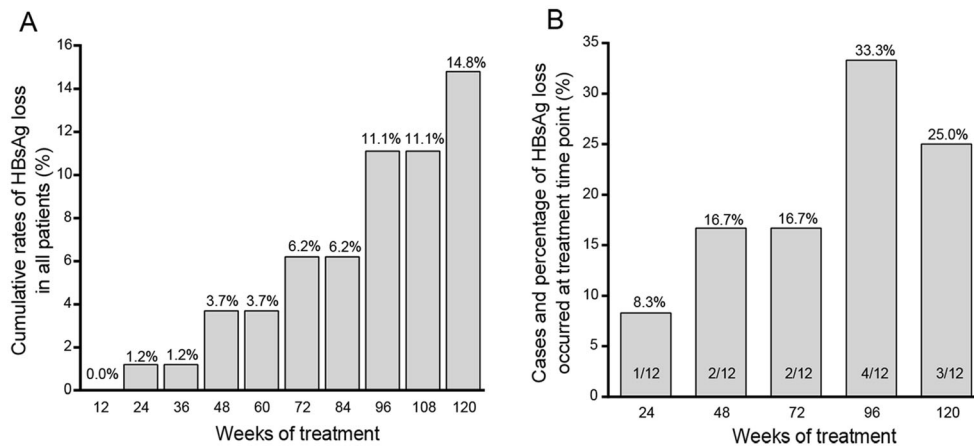 A
Cumulative rates of HBsAg loss
in all patients (%)
16
14
12
10
8
6
4
2
0
0.0%
1.2%
1.2%
3.7%
3.7%
6.2%
6.2%
11.1%
11.1%
14.8%
12 24 36 48 60 72 84 96 108 120
Weeks of treatment
B
Cases and percentage of HBsAg loss
occurred at treatment time point (%)
35
30
25
20
15
10
5
0
8.3%
16.7%
16.7%
33.3%
25.0%
1/12 2/12 2/12 4/12 3/12
24 48 72 96 120
Weeks of treatment